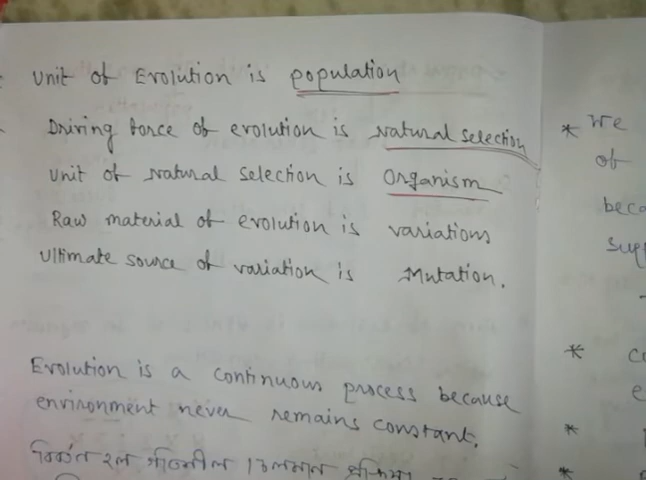 Unit of Evolution is population
Driving force of evolution is Natural selection
Unit of Natural selection is Organism
Raw material of evolution is variations
Ultimate source of variation is Mutation.
Evolution is a continuous process because
environment never remains constant.
* We
of
*
*
*